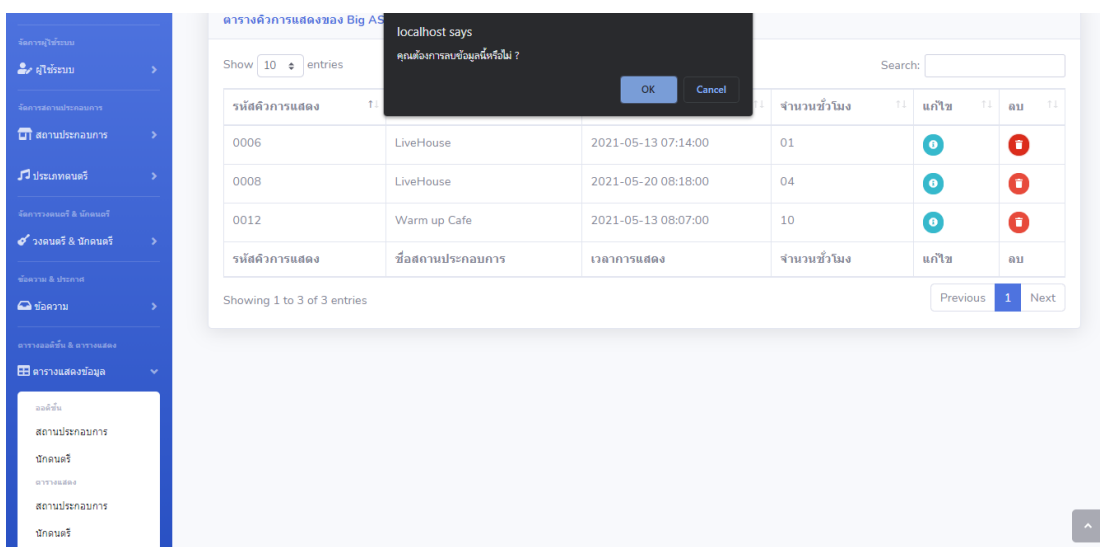 จัดการผู้ใช้ระบบ
ผู้ใช้ระบบ
จัดการสถานประกอบการ
สถานประกอบการ
ประเภทดนตรี
จัดการวงดนตรี & นักดนตรี
วงดนตรี & นักดนตรี
ข้อความ & ประกาศ
ข้อความ
ตารางออดิชั่น & ตารางแสดง
ตารางแสดงข้อมูล
ออดิชั่น
สถานประกอบการ
นักดนตรี
ตารางแสดง
สถานประกอบการ
นักดนตรี
ตารางคิวการแสดงของ Big AS
localhost says
คุณต้องการลบข้อมูลนี้หรือไม่ ?
OK Cancel
Show 10 entries Search:
รหัสคิวการแสดง จำนวนชั่วโมง แก้ไข ลบ
0006 LiveHouse 2021-05-13 07:14:00 01
0008 LiveHouse 2021-05-20 08:18:00 04
0012 Warm up Cafe 2021-05-13 08:07:00 10
รหัสคิวการแสดง ชื่อสถานประกอบการ เวลาการแสดง จำนวนชั่วโมง แก้ไข ลบ
Showing 1 to 3 of 3 entries Previous 1 Next